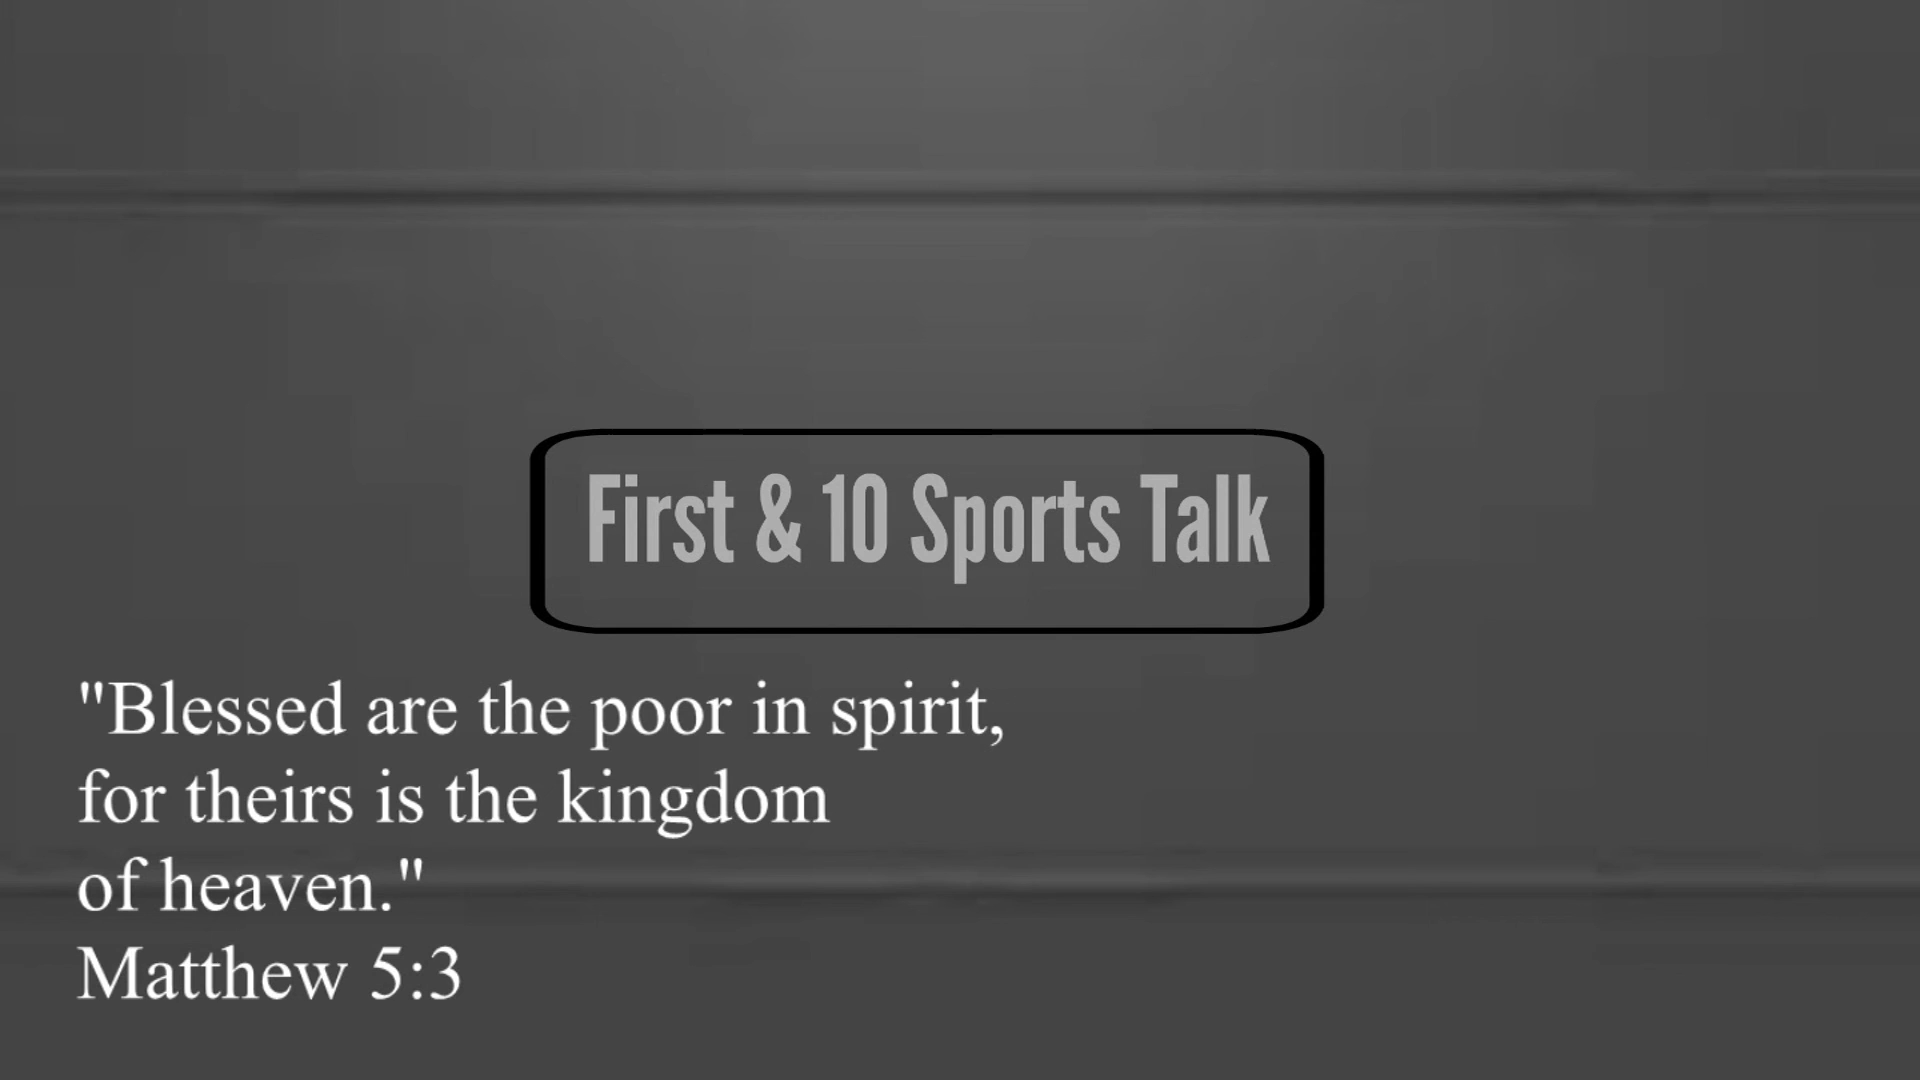 First & 10 Sports Talk
"Blessed are the poor in spirit,
for theirs is the kingdom
of heaven."
Matthew 5:3